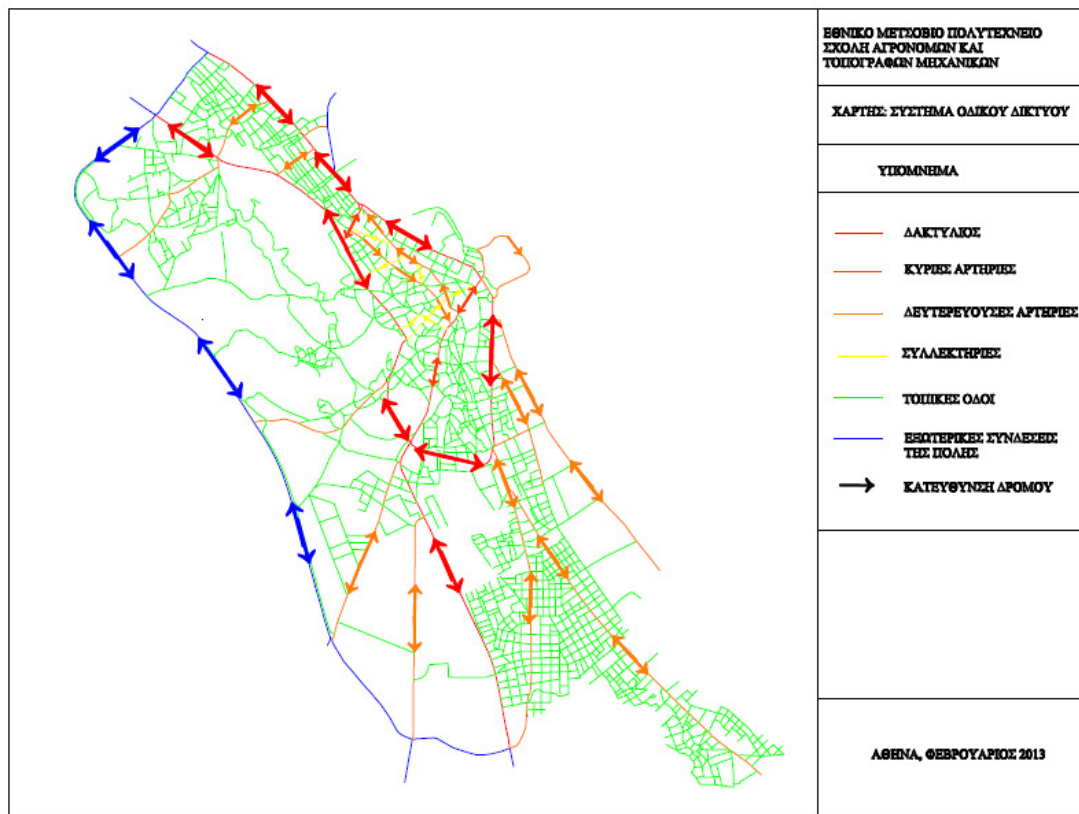 ΕΘΝΙΚΟ ΜΕΤΣΟΒΙΟ ΠΟΛΥΤΕΧΝΕΙΟ
ΣΧΟΛΗ ΑΓΡΟΝΟΜΩΝ ΚΑΙ
ΤΟΠΟΓΡΑΦΩΝ ΜΗΧΑΝΙΚΩΝ
ΧΑΡΤΗΣ: ΣΥΣΤΗΜΑ ΟΔΙΚΟΥ ΔΙΚΤΥΟΥ
ΥΠΟΜΝΗΜΑ
ΔΑΚΤΥΛΙΟΣ
ΚΥΡΙΕΣ ΑΡΤΗΡΙΕΣ
ΔΕΥΤΕΡΕΥΟΥΣΕΣ ΑΡΤΗΡΙΕΣ
ΣΥΛΛΕΚΤΗΡΙΕΣ
ΤΟΠΙΚΕΣ ΟΔΟΙ
ΕΞΩΤΕΡΙΚΕΣ ΣΥΝΔΕΣΕΙΣ
ΤΗΣ ΠΟΛΗΣ
ΚΑΤΕΥΘΥΝΣΗ ΔΡΟΜΟΥ
ΑΘΗΝΑ, ΦΕΒΡΟΥΑΡΙΟΣ 2013